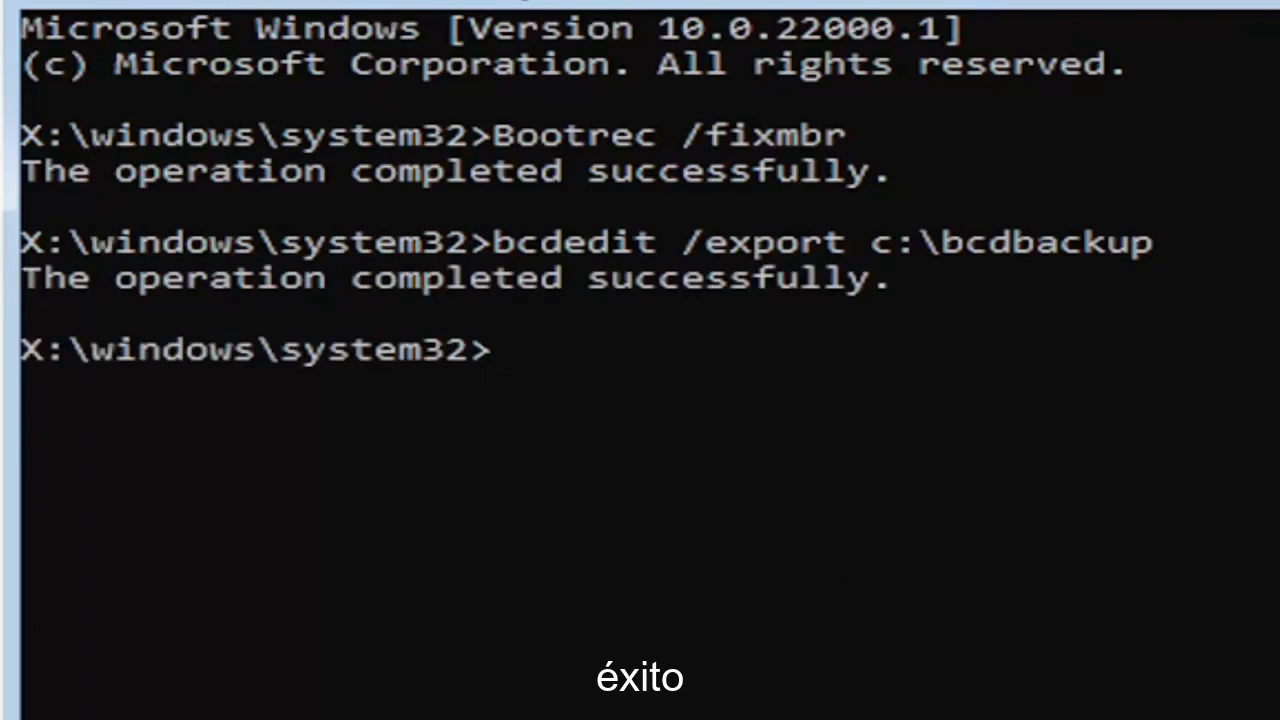 Microsoft Windows [Version 10.0.22000.1]
(c) Microsoft Corporation. All rights reserved.
X:\windows\system32>Bootrec /fixmbr
The operation completed successfully.
X:\windows\system32>bcdedit /export c:\bcdbackup
The operation completed successfully.
X:\windows\system32>
éxito